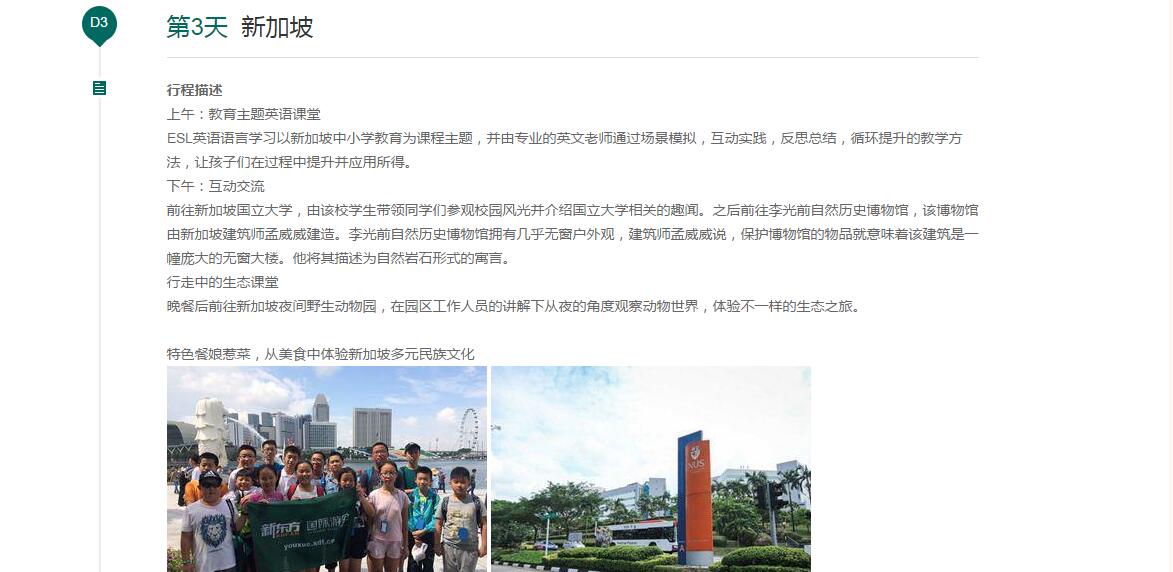 D3
第3天 新加坡
行程描述
上午：教育主题英语课堂
ESL英语语言学习以新加坡中小学教育为课程主题，并由专业的英文老师通过场景模拟，互动实践，反思总结，循环提升的教学方
法，让孩子们在过程中提升并应用所得。
下午：互动交流
前往新加坡国立大学，由该校学生带领同学们参观校园风光并介绍国立大学相关的趣闻。之后前往李光前自然历史博物馆，该博物馆
由新加坡建筑师孟威威建造。李光前自然历史博物馆拥有几乎无窗户外观，建筑师孟威威说，保护博物馆的物品就意味着该建筑是一
幢庞大的无窗大楼。他将其描述为自然岩石形式的寓言。
行走中的生态课堂
晚餐后前往新加坡夜间野生动物园，在园区工作人员的讲解下从夜的角度观察动物世界，体验不一样的生态之旅。
特色餐娘惹菜，从美食中体验新加坡多元民族文化
新东方 国际游学
youxue.xdf.cn
NUS
A